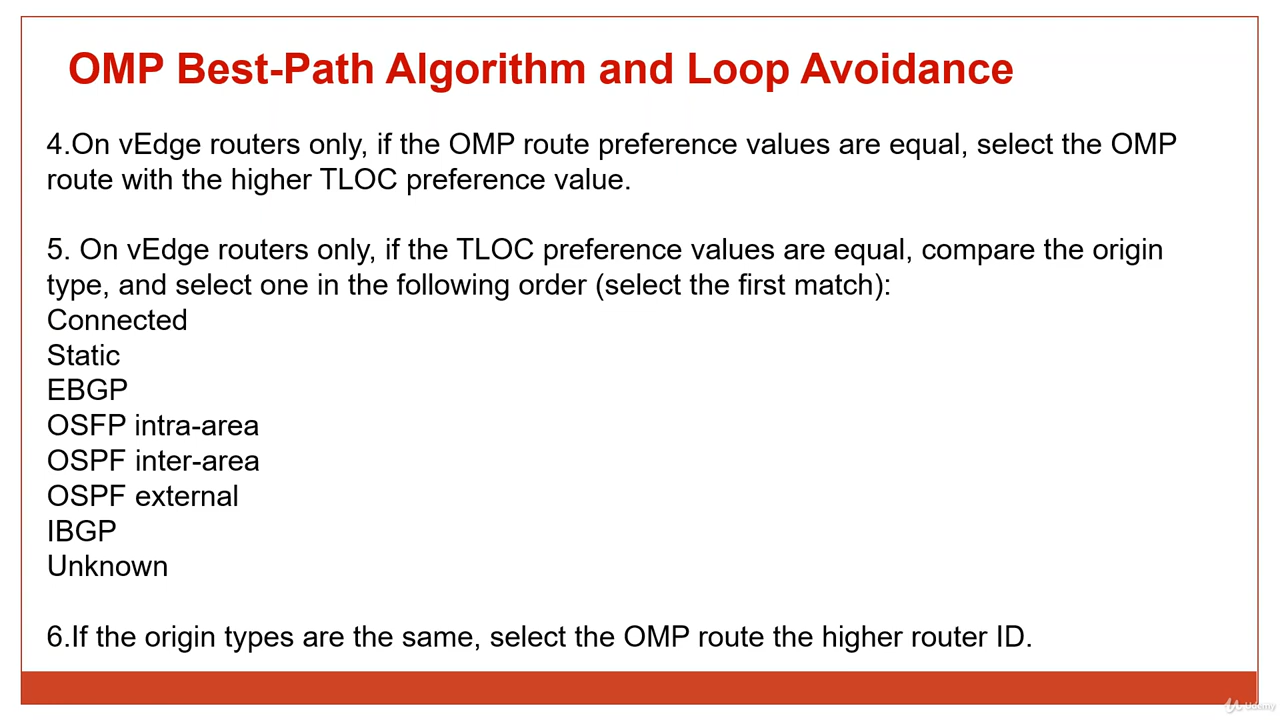 OMP Best-Path Algorithm and Loop Avoidance
4.On vEdge routers only, if the OMP route preference values are equal, select the OMP
route with the higher TLOC preference value.
5. On vEdge routers only, if the TLOC preference values are equal, compare the origin
type, and select one in the following order (select the first match):
Connected
Static
EBGP
OSFP intra-area
OSPF inter-area
OSPF external
IBGP
Unknown
6.If the origin types are the same, select the OMP route the higher router ID.
Udemy